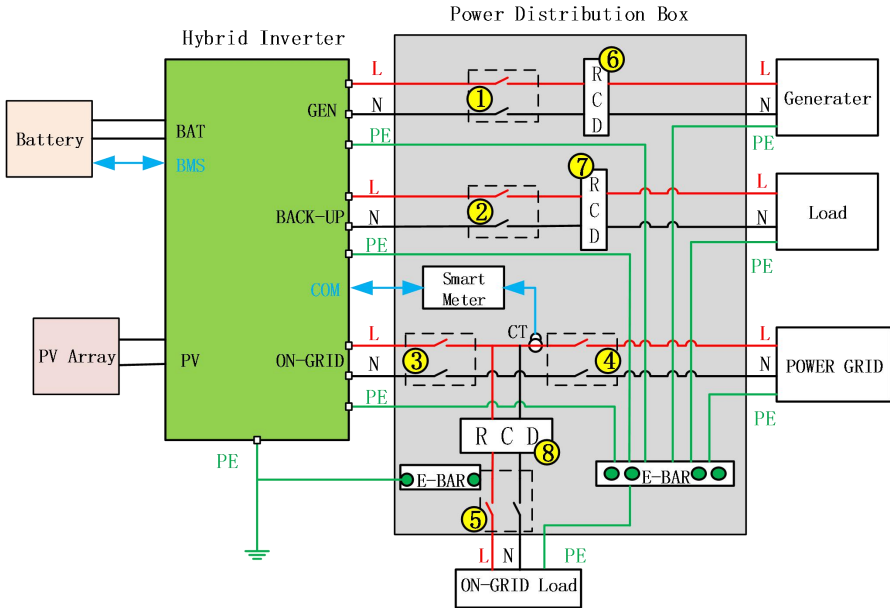 Power Distribution Box
Hybrid Inverter
L
GEN
N
PE
①
R
C
D
⑥
L
N
PE
Generater
Battery
BAT
BMS
L
BACK-UP
N
PE
②
R
C
D
⑦
L
N
PE
Load
COM
Smart
Meter
CT
PV Array
PV
L
ON-GRID
N
PE
③
④
L
N
PE
POWER GRID
R C D
⑧
PE
E-BAR
E-BAR
⑤
L N PE
ON-GRID Load